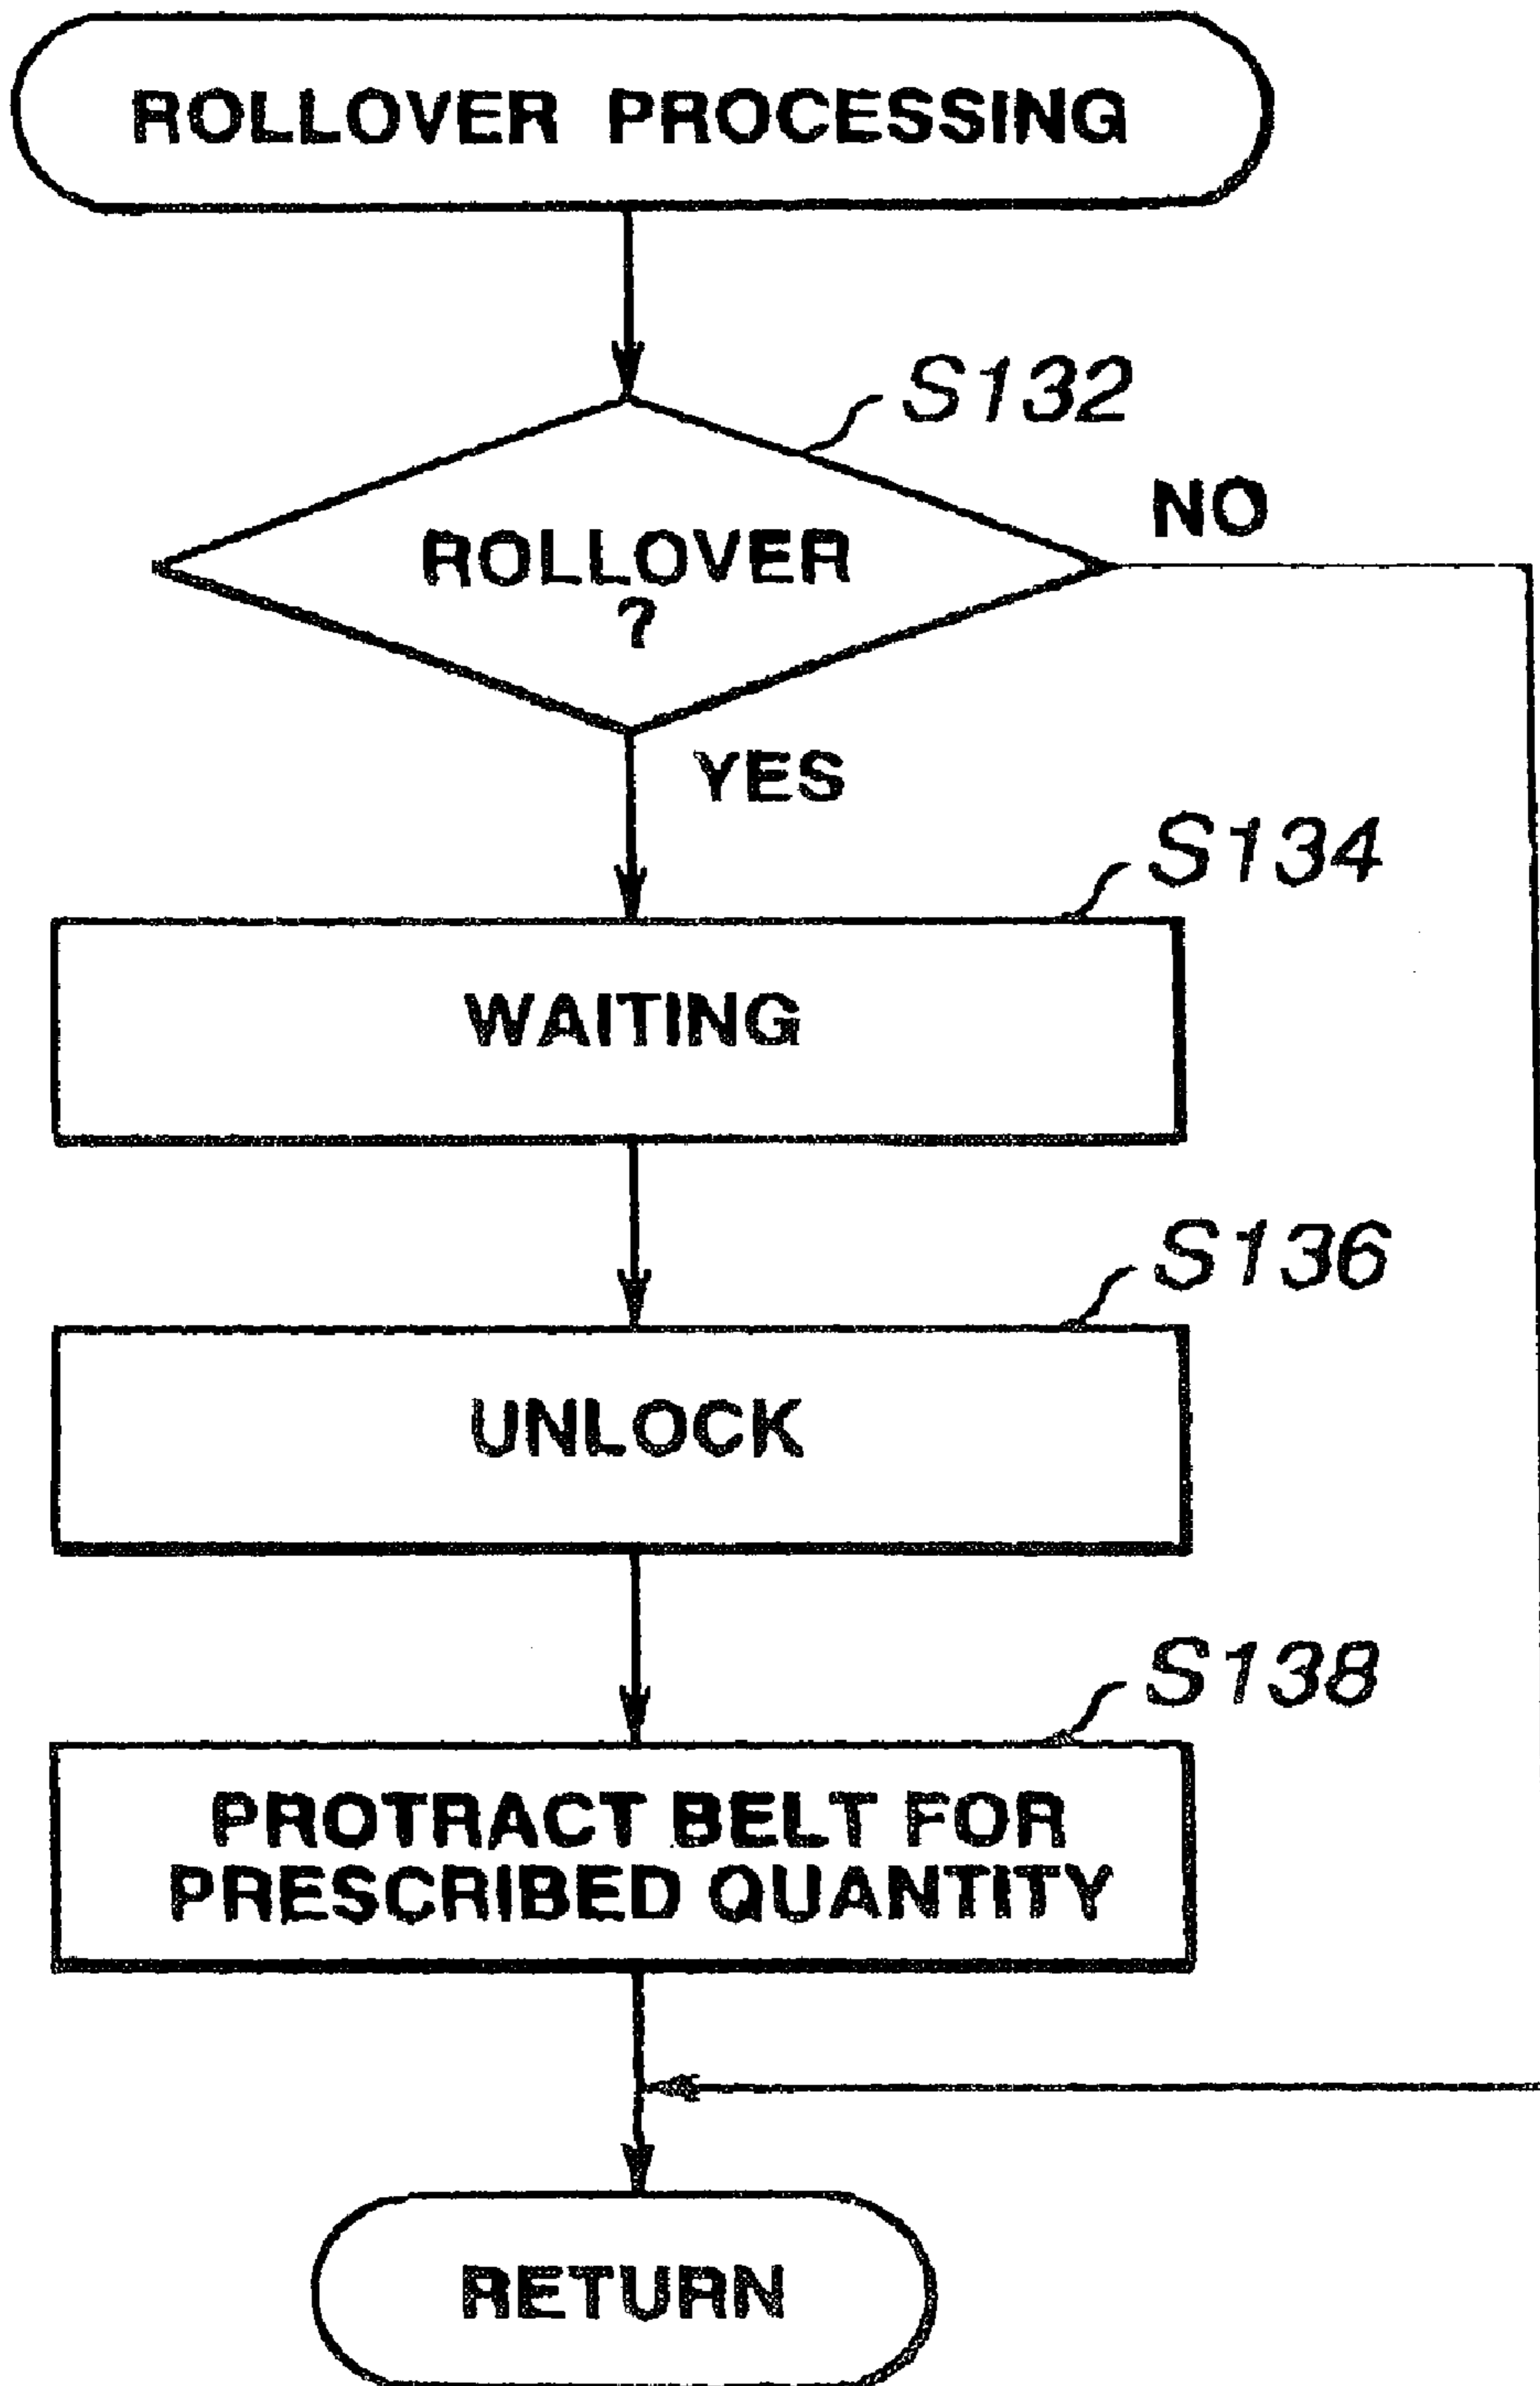 ROLLOVER PROCESSING
S132
ROLLOVER
?
NO
YES
S134
WAITING
S136
UNLOCK
S138
PROTRACT BELT FOR
PRESCRIBED QUANTITY
RETURN